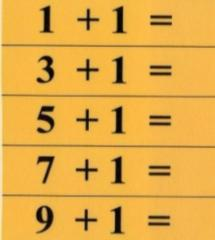 1 + 1 =
3 + 1 =
5 + 1 =
7 + 1 =
9 + 1 =